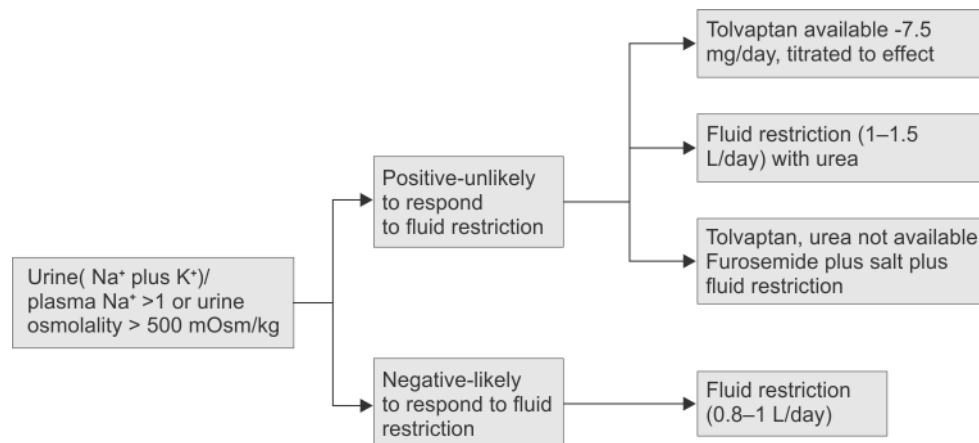 Urine( Na⁺ plus K⁺)/
plasma Na⁺ >1 or urine
osmolality > 500 mOsm/kg
Positive-unlikely
to respond
to fluid restriction
Tolvaptan available -7.5
mg/day, titrated to effect
Fluid restriction (1–1.5
L/day) with urea
Tolvaptan, urea not available
Furosemide plus salt plus
fluid restriction
Negative-likely
to respond to fluid
restriction
Fluid restriction
(0.8–1 L/day)